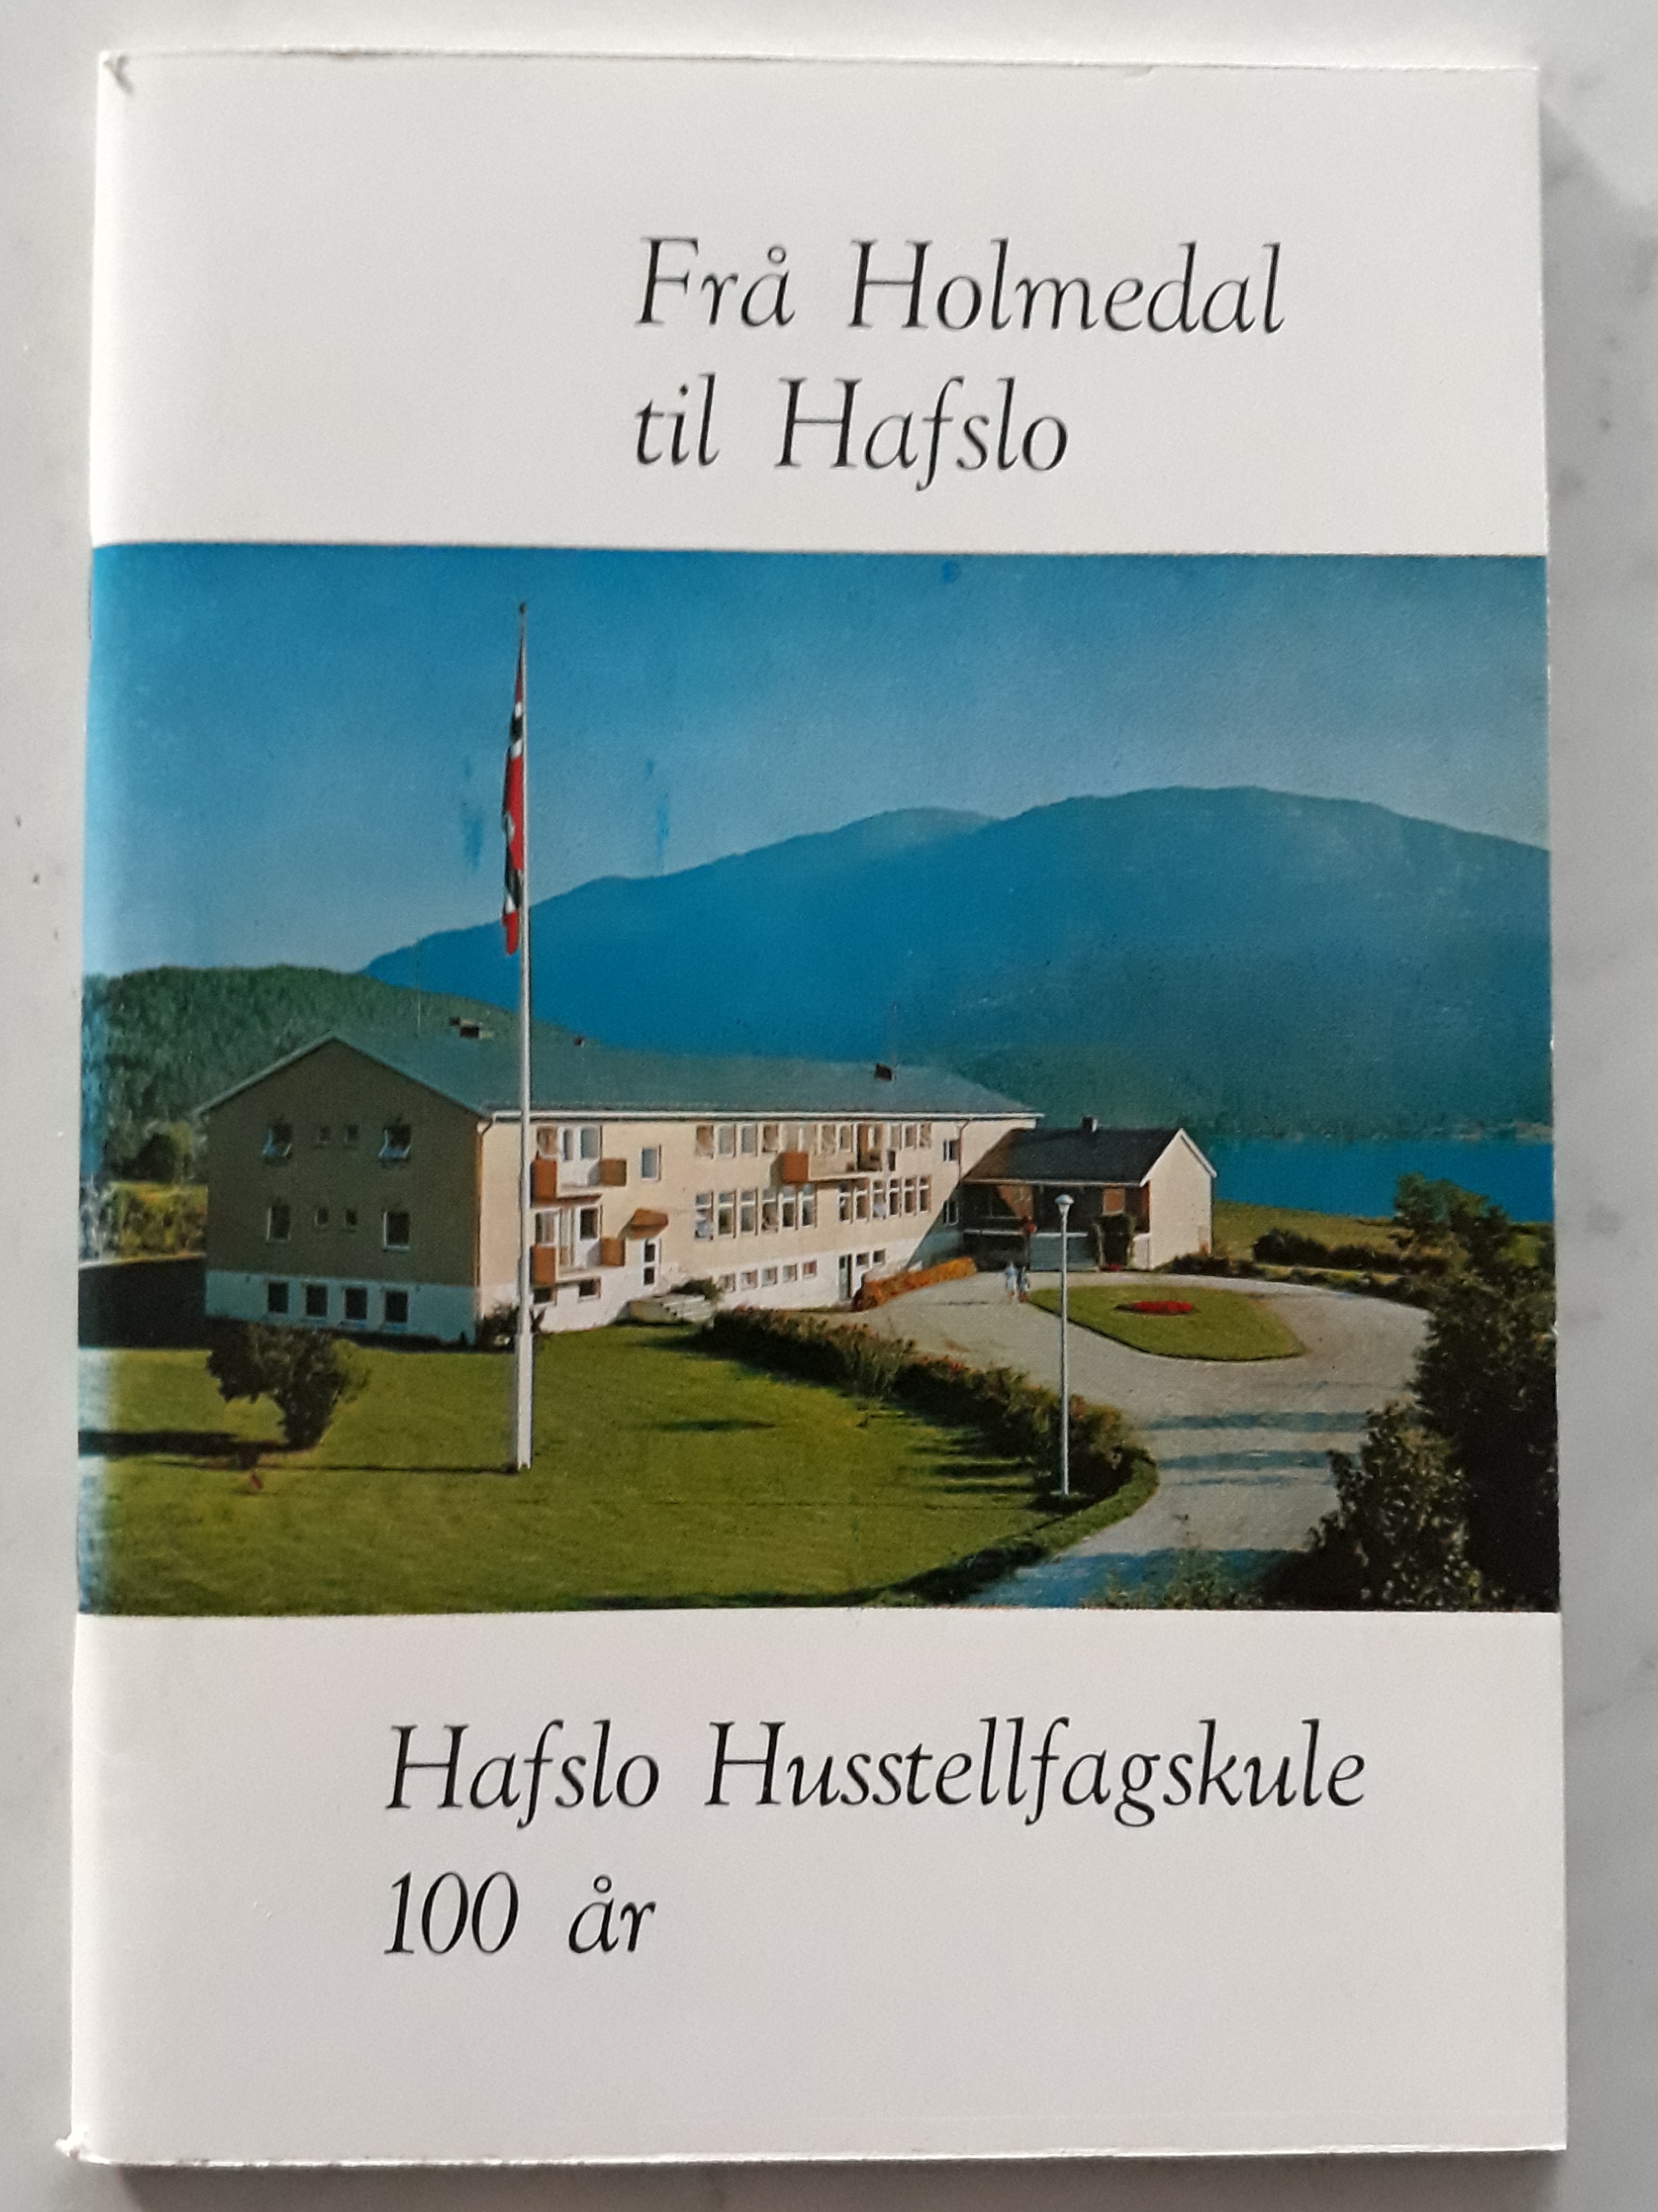 Frå Holmedal
til Hafslo
Hafslo Husstellfagskule
100 år